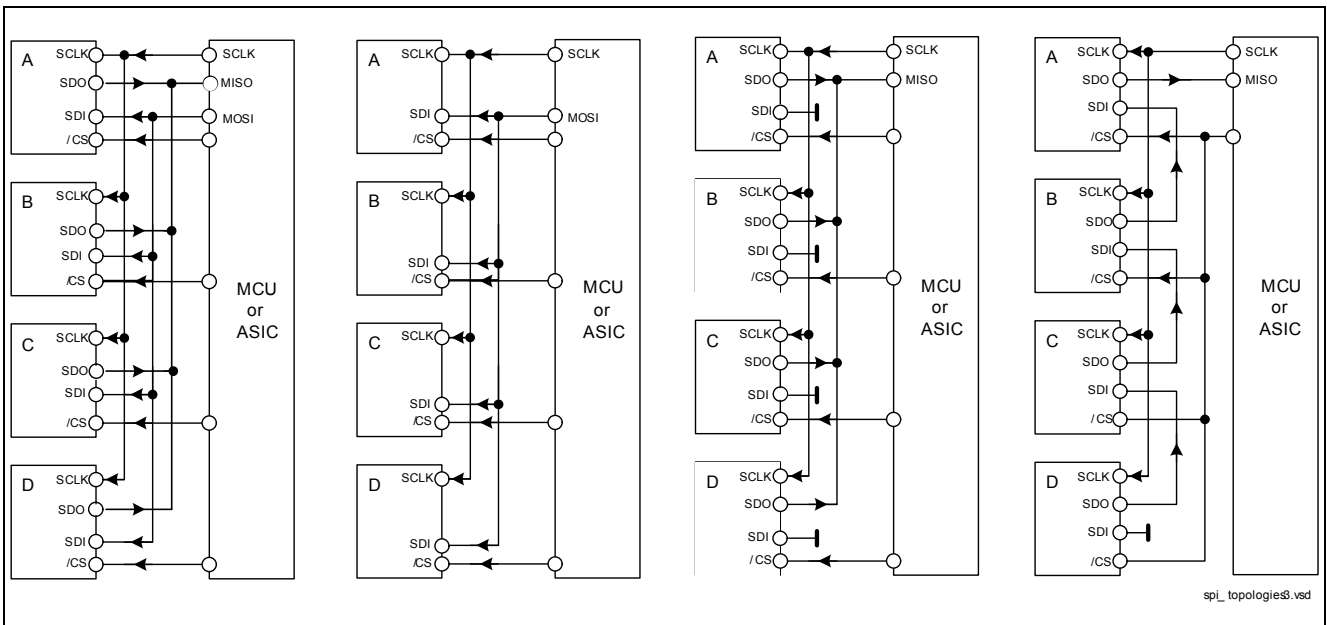 A
SCLK
SCLK
SDO
MISO
SDI
MOSI
/CS
B
SCLK
SDO
SDI
/CS
C
SCLK
SDO
SDI
/CS
D
SCLK
SDO
SDI
/CS
MCU
or
ASIC
A
SCLK
SCLK
SDI
MOSI
/CS
B
SCLK
SDI
/CS
C
SCLK
SDI
/CS
D
SCLK
SDI
/CS
MCU
or
ASIC
A
SCLK
SCLK
SDO
MISO
SDI
/CS
B
SCLK
SDO
SDI
/CS
C
SCLK
SDO
SDI
/CS
D
SCLK
SDO
SDI
/CS
MCU
or
ASIC
A
SCLK
SCLK
SDO
MISO
SDI
/CS
B
SCLK
SDO
SDI
/CS
C
SCLK
SDO
SDI
/CS
D
SCLK
SDO
SDI
/CS
MCU
or
ASIC
spi_topologies3.vsd